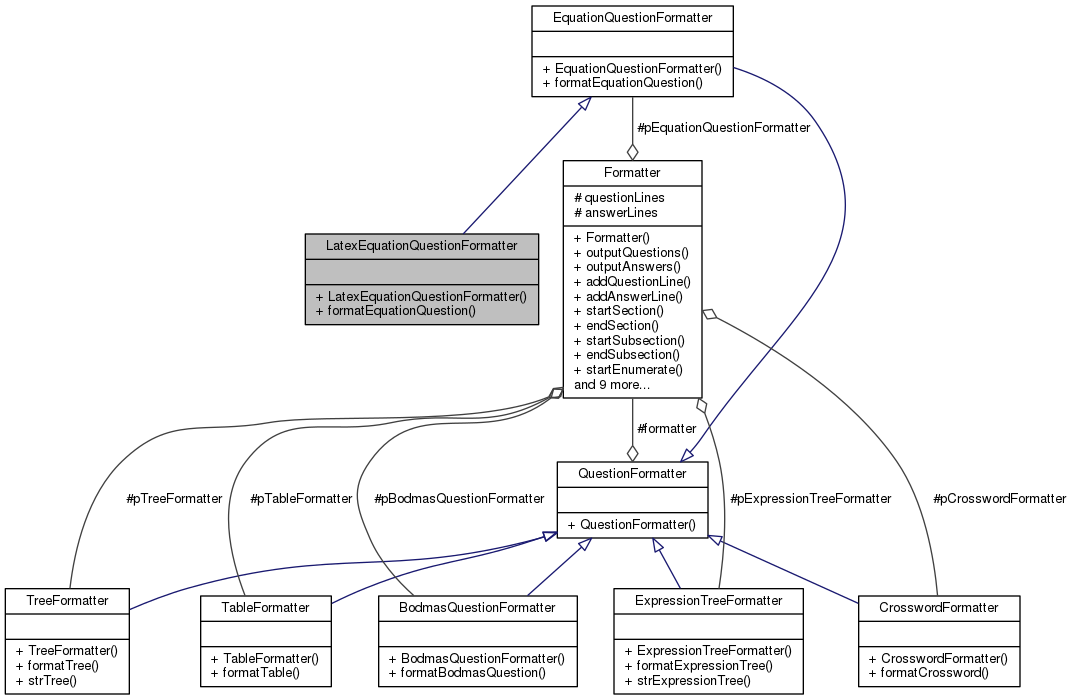 EquationQuestionFormatter
+ EquationQuestionFormatter()
+ formatEquationQuestion()
#pEquationQuestionFormatter
Formatter
# questionLines
# answerLines
+ Formatter()
+ outputQuestions()
+ outputAnswers()
+ addQuestionLine()
+ addAnswerLine()
+ startSection()
+ endSection()
+ startSubsection()
+ endSubsection()
+ startEnumerate()
and 9 more...
LatexEquationQuestionFormatter
+ LatexEquationQuestionFormatter()
+ formatEquationQuestion()
#formatter
QuestionFormatter
+ QuestionFormatter()
#pTreeFormatter
#pTableFormatter
#pBodmasQuestionFormatter
#pExpressionTreeFormatter
#pCrosswordFormatter
TreeFormatter
+ TreeFormatter()
+ formatTree()
+ strTree()
TableFormatter
+ TableFormatter()
+ formatTable()
BodmasQuestionFormatter
+ BodmasQuestionFormatter()
+ formatBodmasQuestion()
ExpressionTreeFormatter
+ ExpressionTreeFormatter()
+ formatExpressionTree()
+ strExpressionTree()
CrosswordFormatter
+ CrosswordFormatter()
+ formatCrossword()